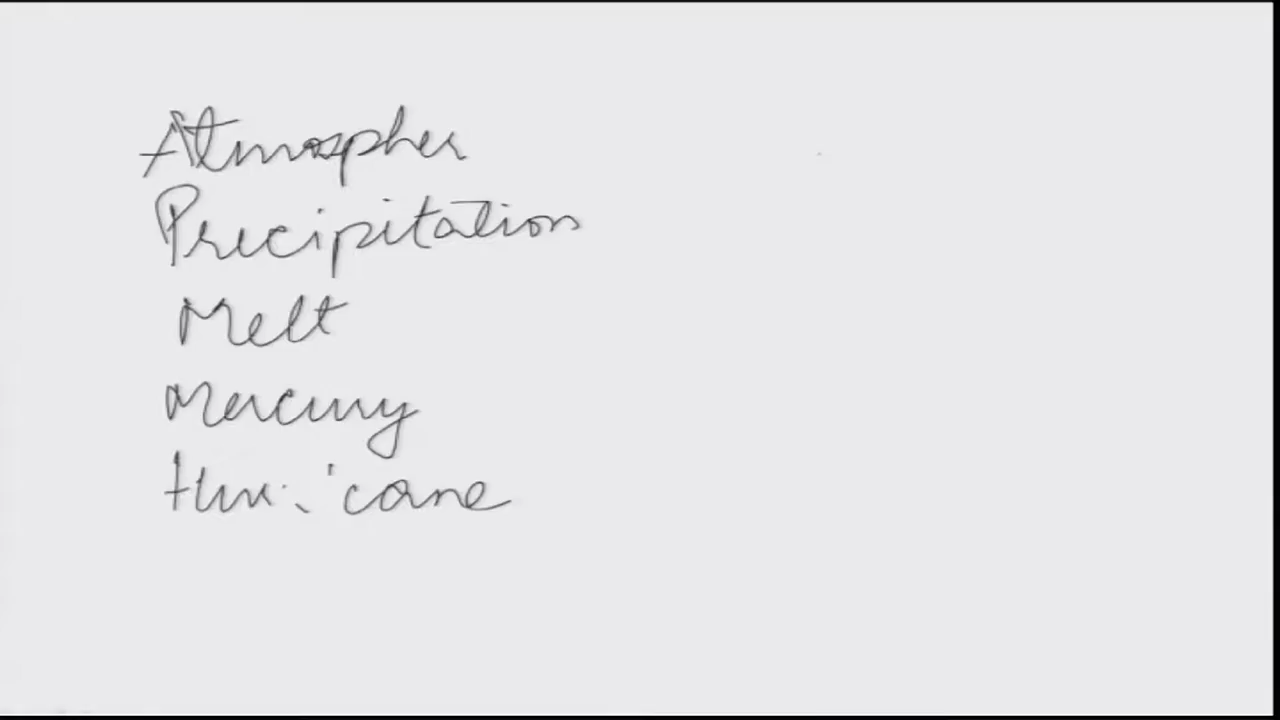 Atmospher
Precipitation
Melt
Mercury
Hurricane